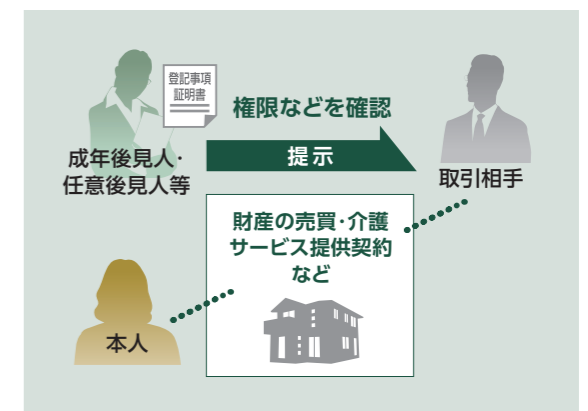 登記事項
証明書
権限などを確認
提示
成年後見人・
任意後見人等
取引相手
財産の売買・介護
サービス提供契約
など
本人